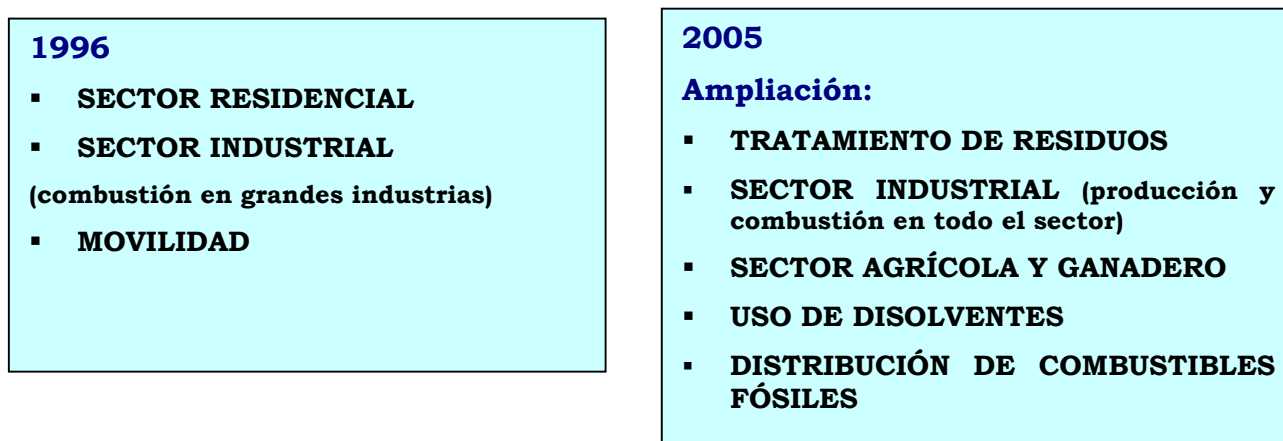 1996
▪ SECTOR RESIDENCIAL
▪ SECTOR INDUSTRIAL
(combustión en grandes industrias)
▪ MOVILIDAD
2005
Ampliación:
▪ TRATAMIENTO DE RESIDUOS
▪ SECTOR INDUSTRIAL (producción y
combustión en todo el sector)
▪ SECTOR AGRÍCOLA Y GANADERO
▪ USO DE DISOLVENTES
▪ DISTRIBUCIÓN DE COMBUSTIBLES
FÓSILES